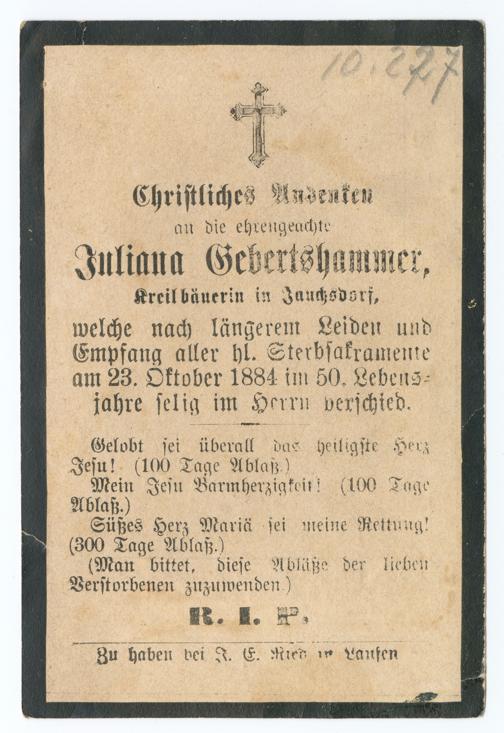 10.227
Christliches Andenken
an die ehrengeachte
Juliana Gebertshammer,
Kreilbäuerin in Jauchsdorf,
welche nach längerem Leiden und
Empfang aller hl. Sterbsakramente
am 23. Oktober 1884 im 50. Lebens-
jahre selig im Herrn verschied.
Gelobt sei überall das heiligste Herz
Jesu! (100 Tage Ablaß.)
Mein Jesu Barmherzigkeit! (100 Tage
Ablaß.)
Süßes Herz Mariä sei meine Rettung!
(300 Tage Ablaß.)
(Man bittet, diese Abläße der lieben
Verstorbenen zuzuwenden.)
R. I. P.
Zu haben bei J. E. Ried in Laufen